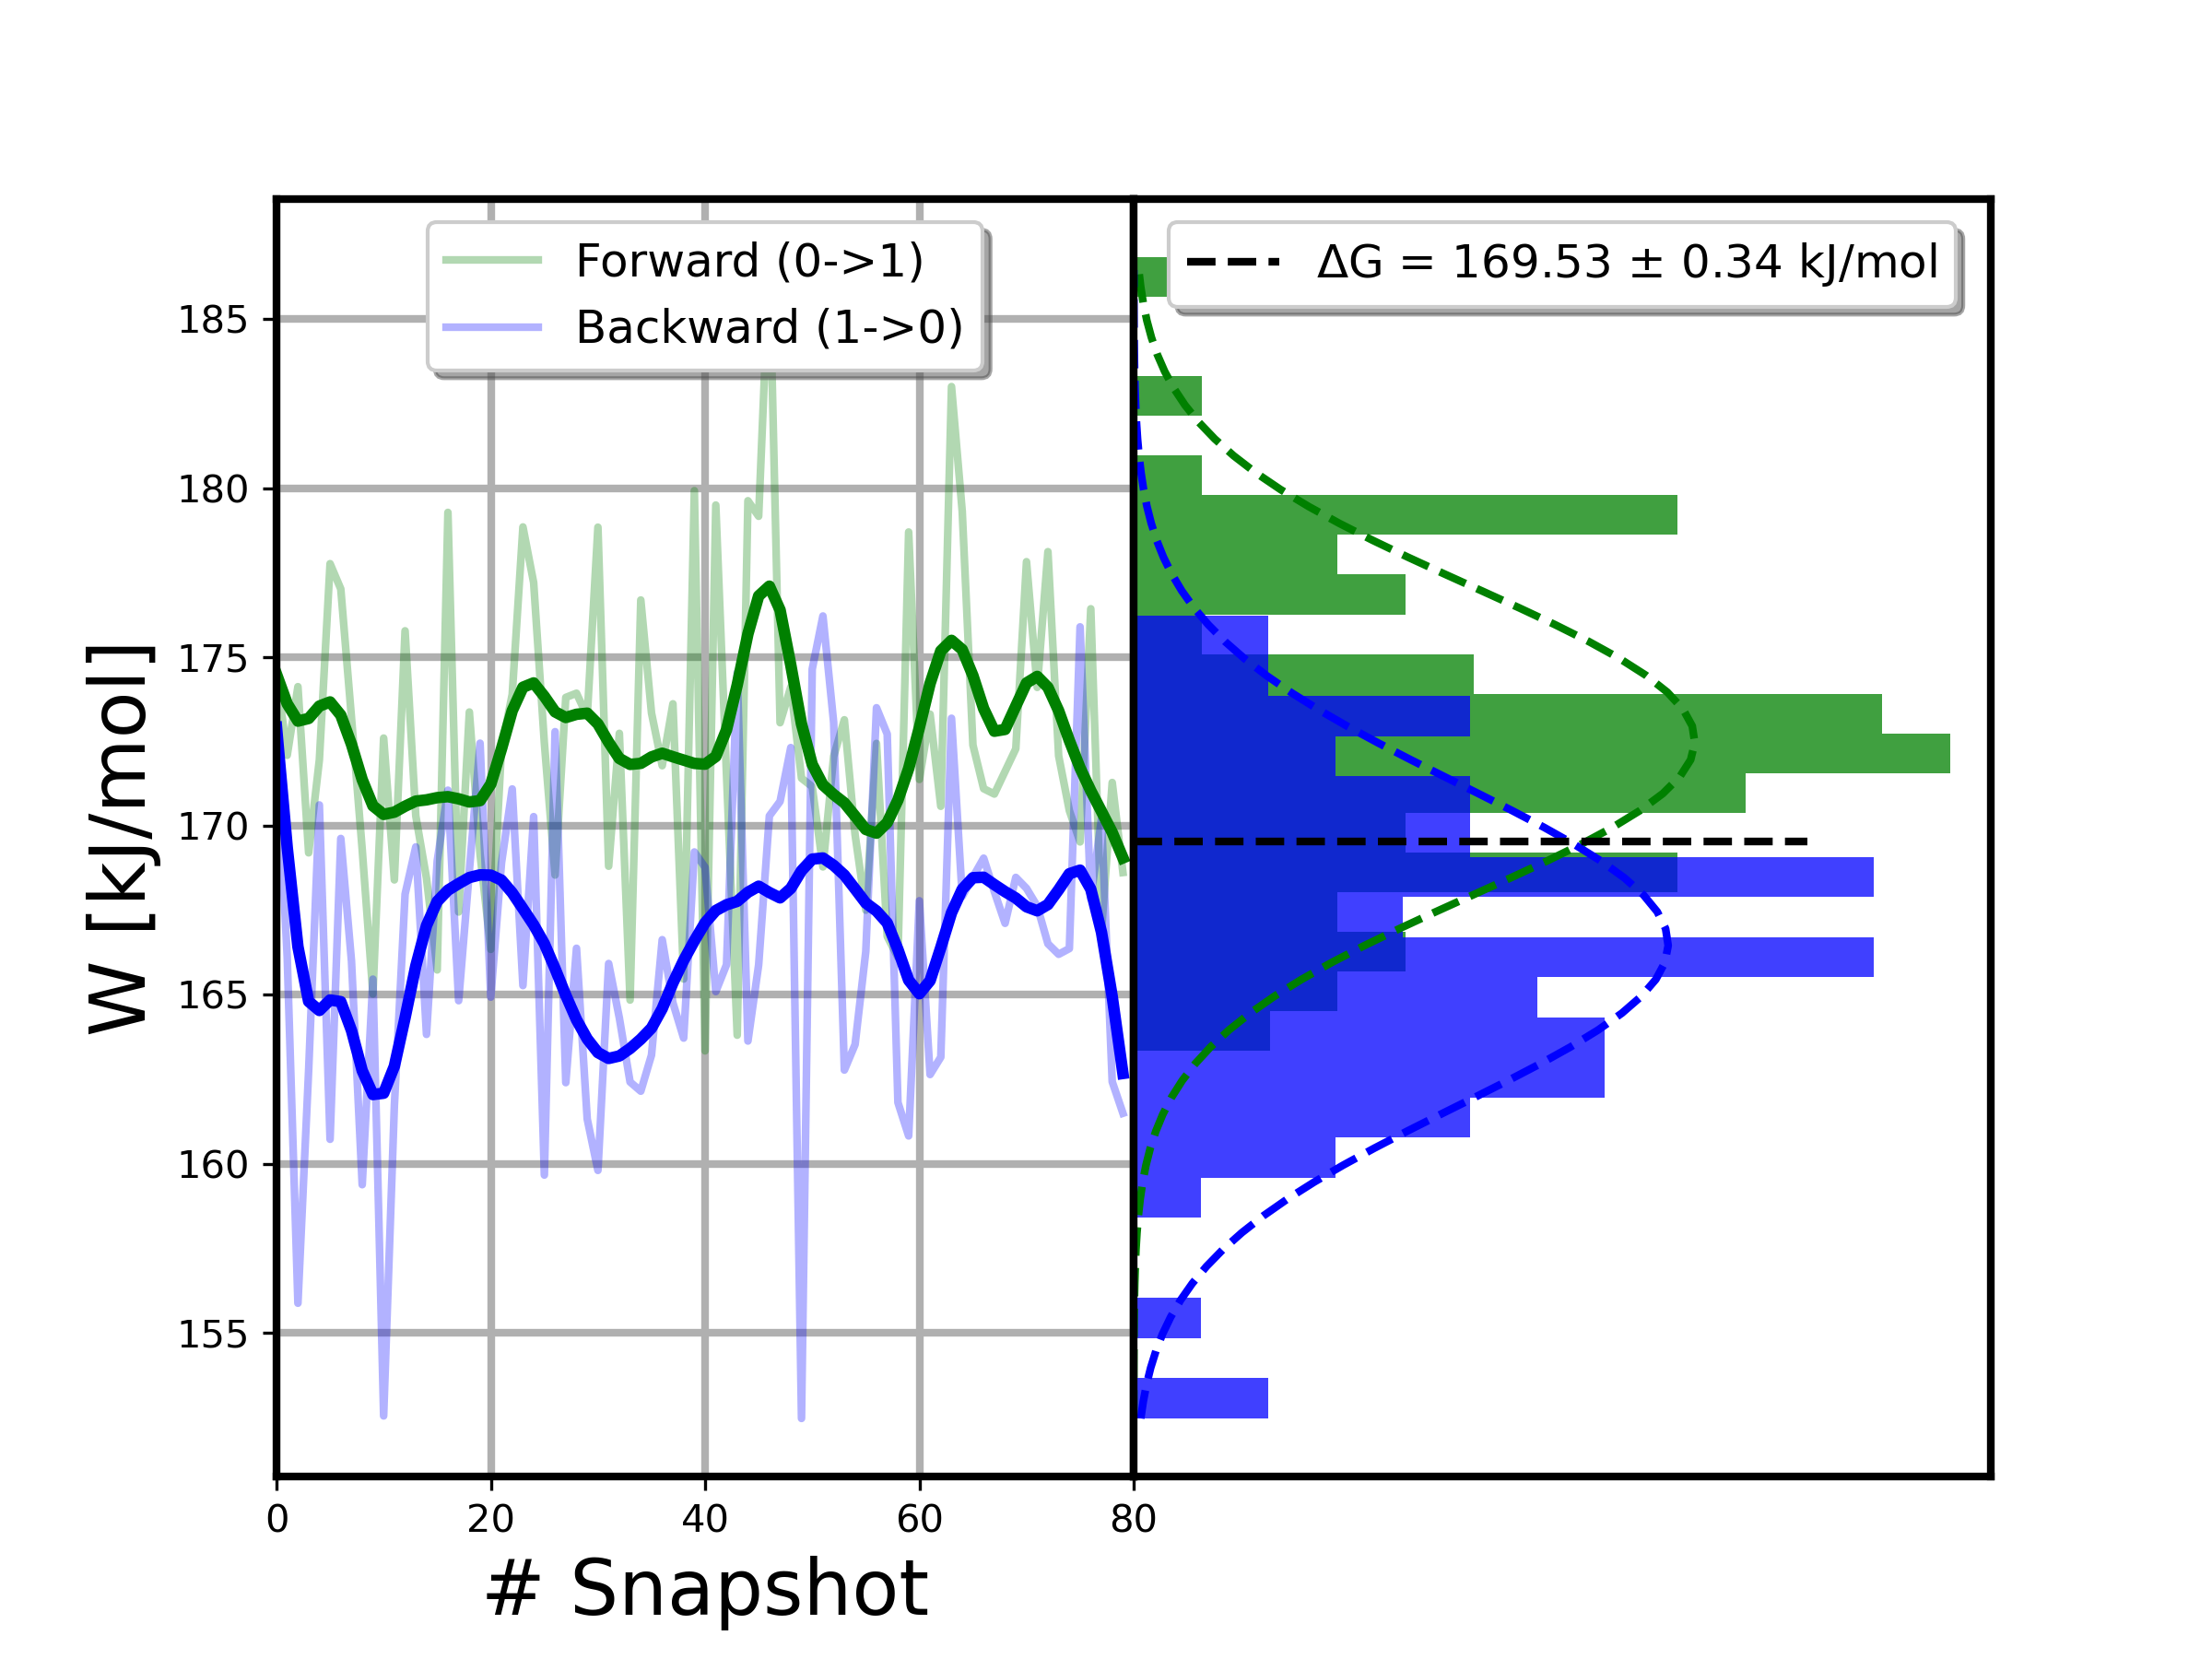 Forward (0->1)
Backward (1->0)
ΔG = 169.53 ± 0.34 kJ/mol
W [kJ/mol]
185
180
175
170
165
160
155
0 20 40 60 80
# Snapshot